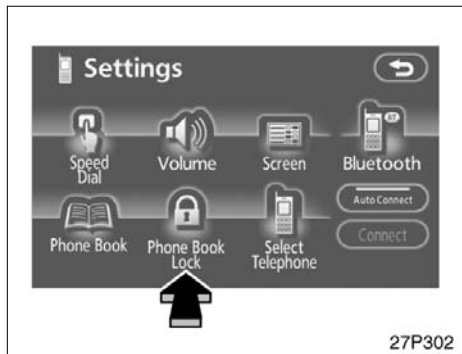 Settings
Speed
Dial
Volume
Screen
Bluetooth
Auto Connect
Phone Book
Phone Book
Lock
Select
Telephone
Connect
27P302